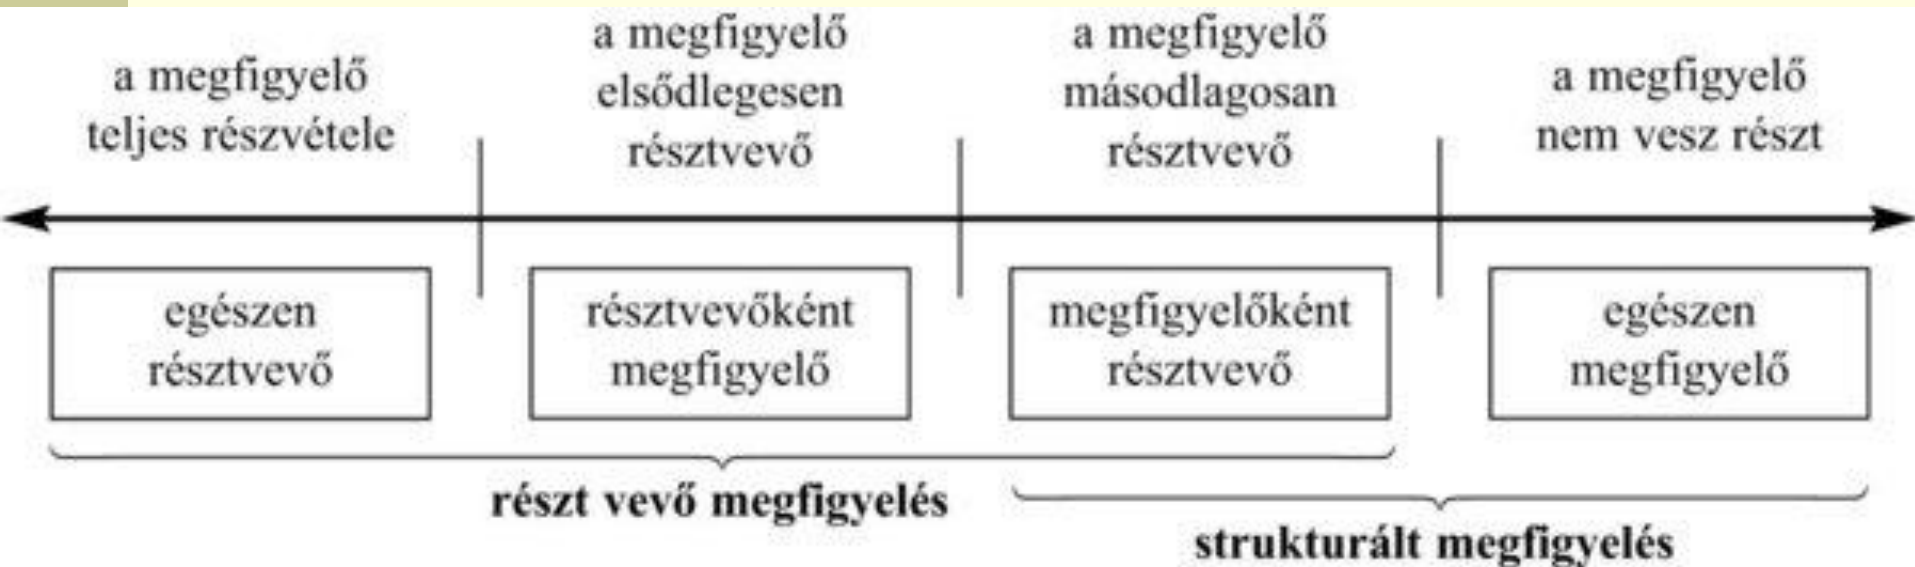 a megfigyelő
teljes részvétele
a megfigyelő
elsődlegesen
résztvevő
a megfigyelő
másodlagosan
résztvevő
a megfigyelő
nem vesz részt
egészen
résztvevő
résztvevőként
megfigyelő
megfigyelőként
résztvevő
egészen
megfigyelő
részt vevő megfigyelés
strukturált megfigyelés